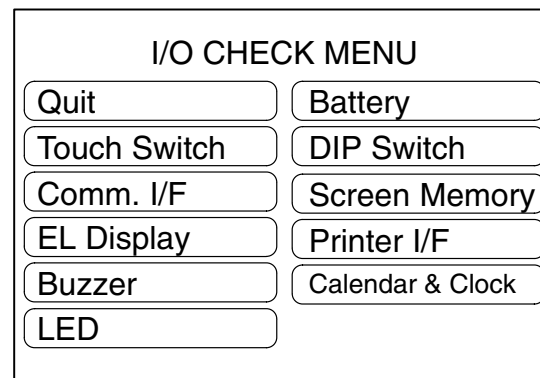 I/O CHECK MENU
Quit
Battery
Touch Switch
DIP Switch
Comm. I/F
Screen Memory
EL Display
Printer I/F
Buzzer
Calendar & Clock
LED